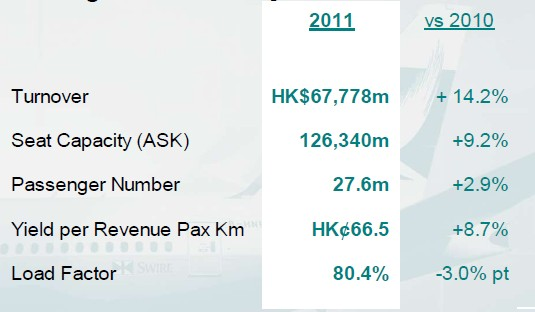 2011 vs 2010
Turnover HK$67,778m + 14.2%
Seat Capacity (ASK) 126,340m +9.2%
Passenger Number 27.6m +2.9%
Yield per Revenue Pax Km HK¢66.5 +8.7%
Load Factor 80.4% -3.0% pt
SWIRE